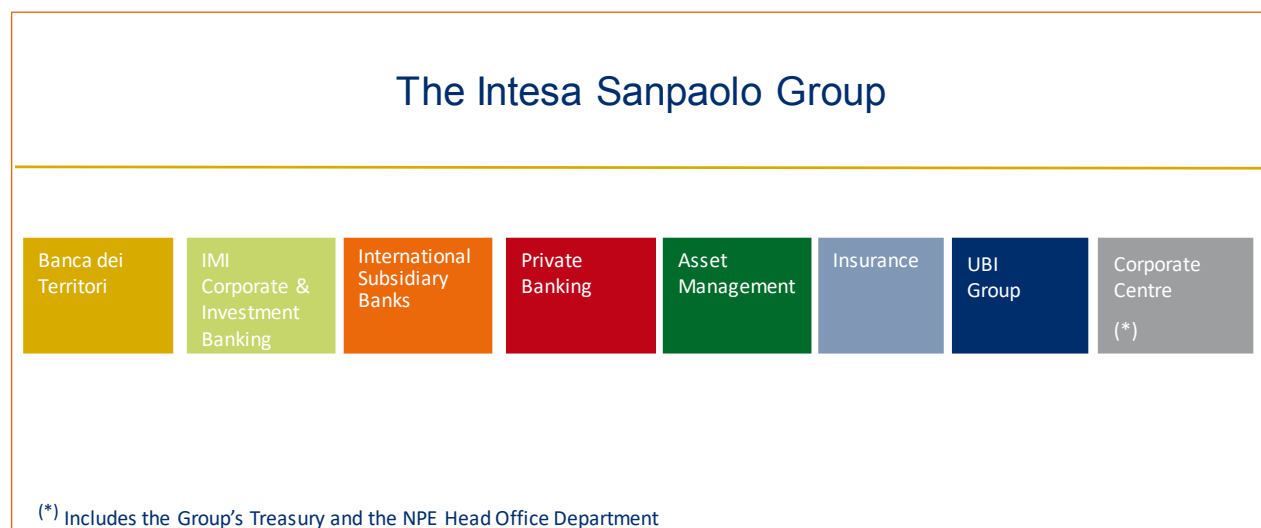 The Intesa Sanpaolo Group
Banca dei
Territori
IMI
Corporate &
Investment
Banking
International
Subsidiary
Banks
Private
Banking
Asset
Management
Insurance
UBI
Group
Corporate
Centre
(*)
(*) Includes the Group's Treasury and the NPE Head Office Department